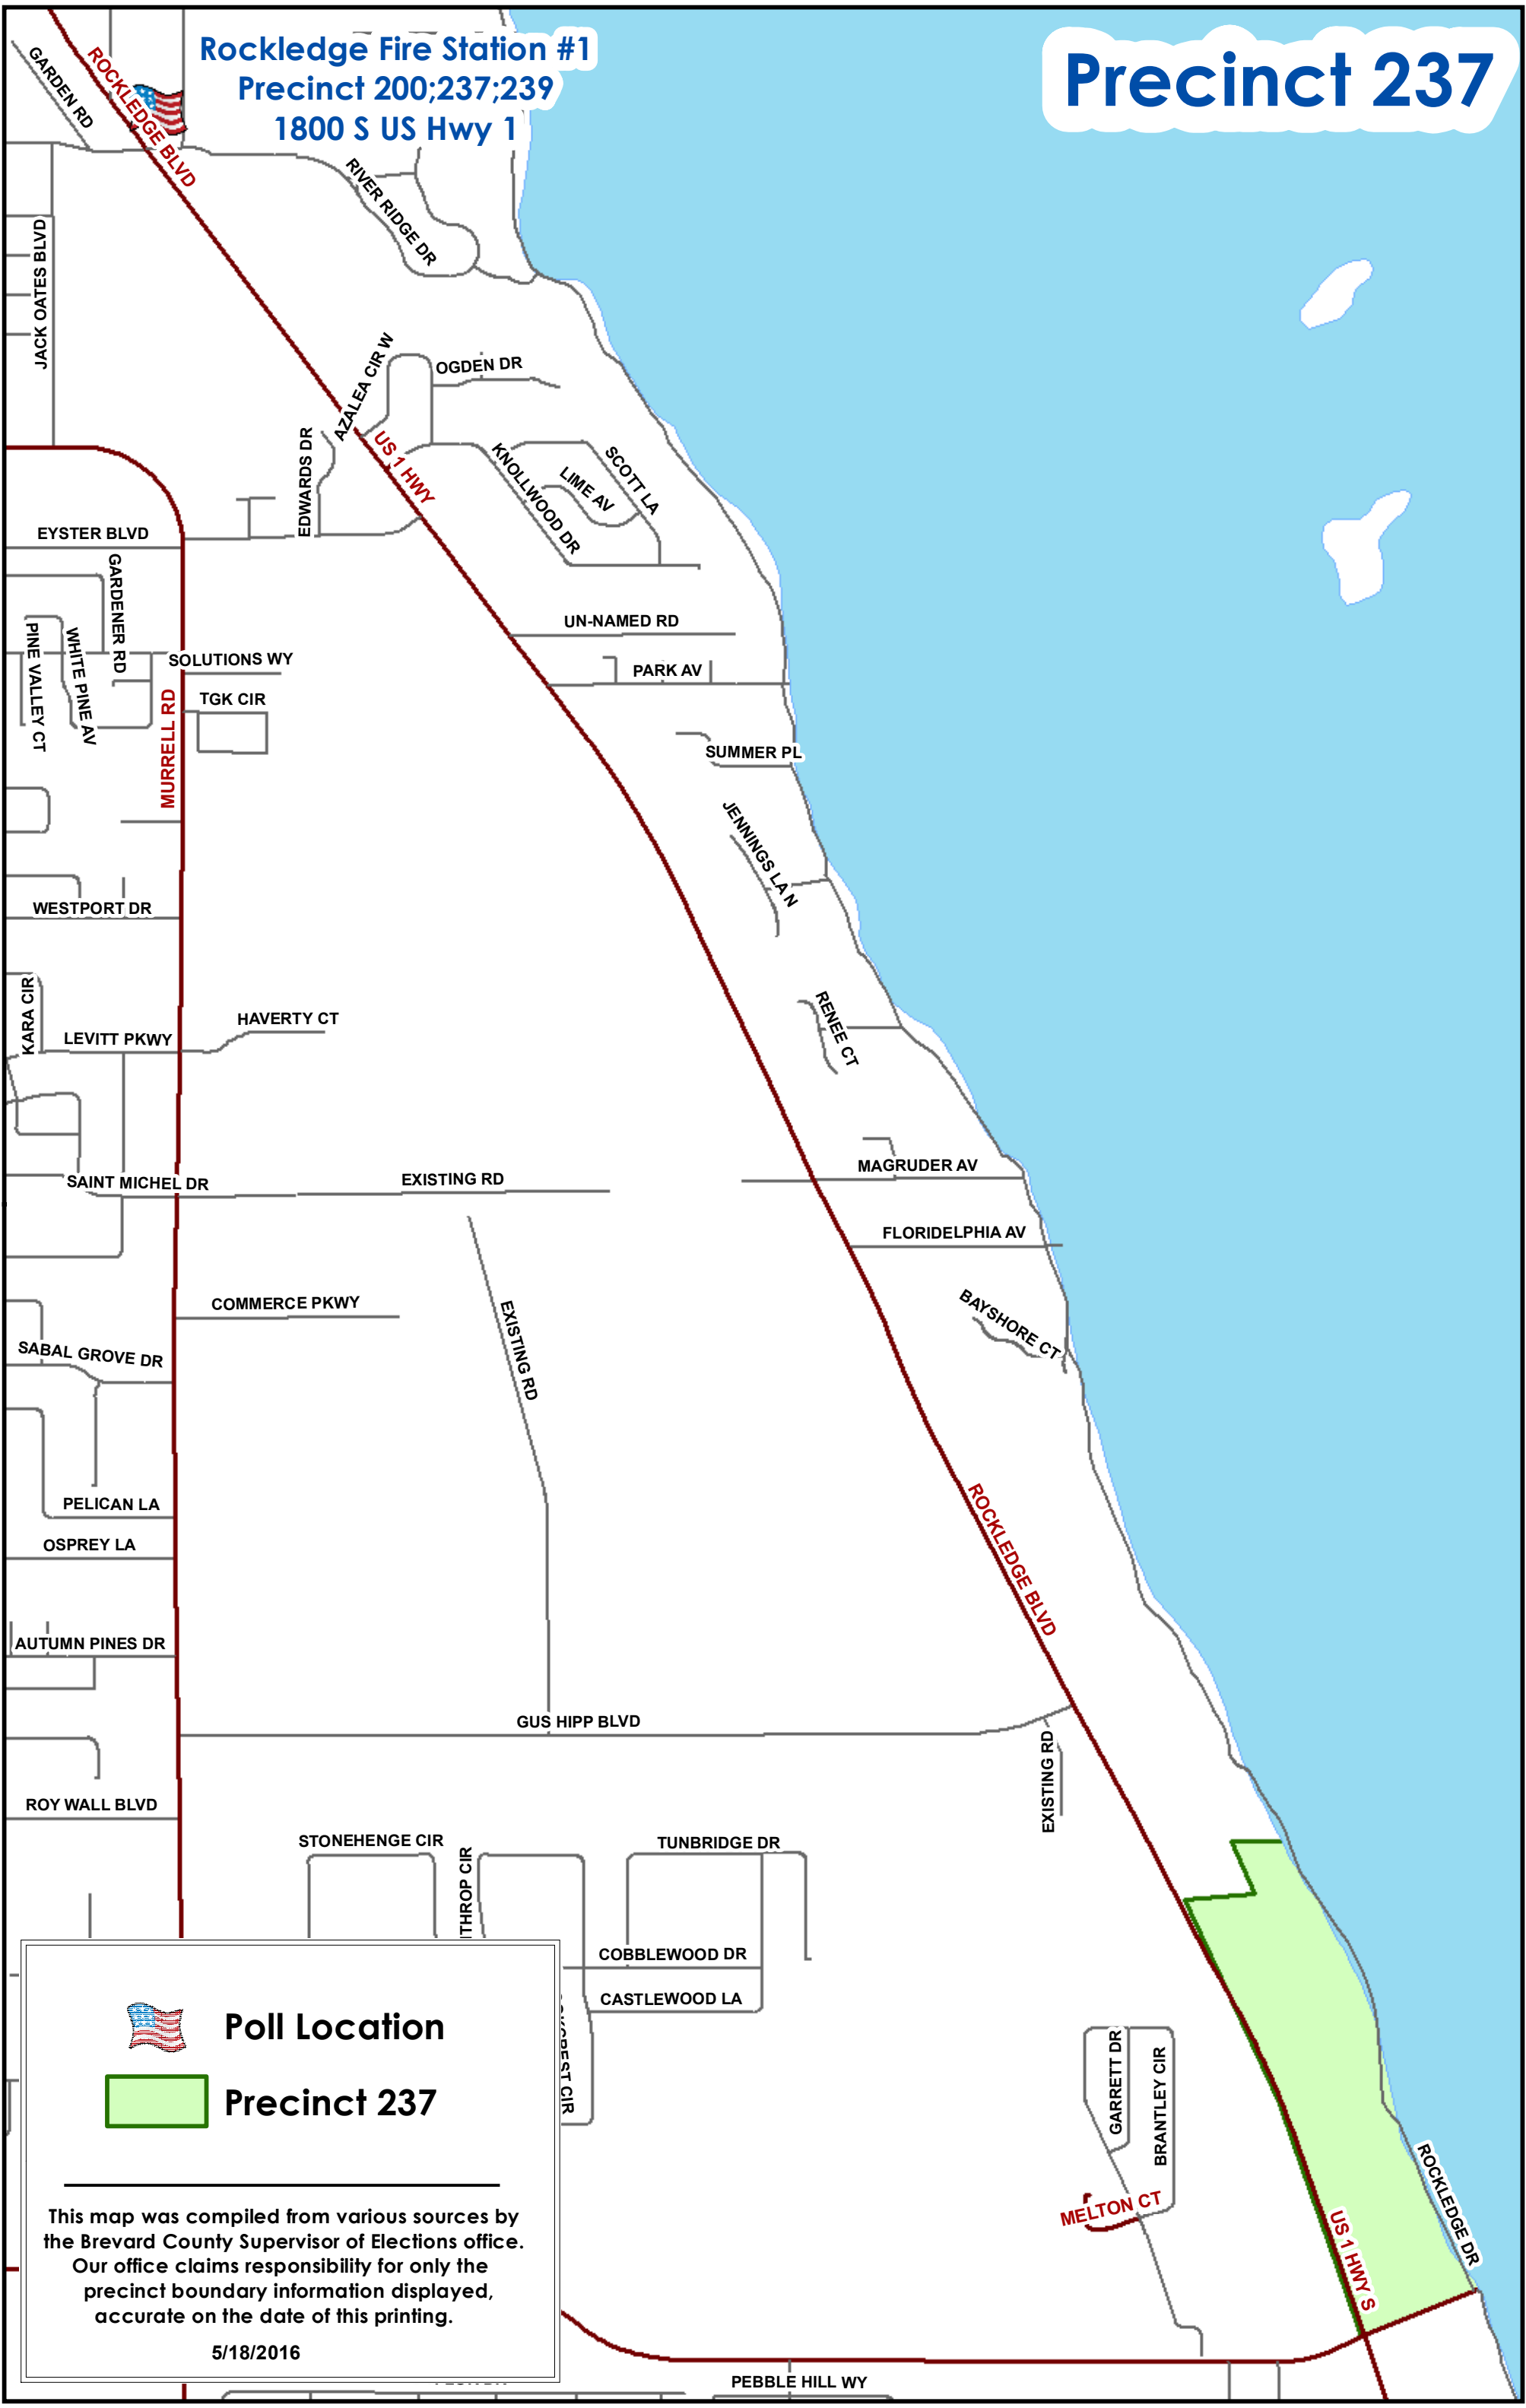 Rockledge Fire Station #1
Precinct 200;237;239
1800 S US Hwy 1
Precinct 237
GARDEN RD
ROCKLEDGE BLVD
RIVER RIDGE DR
JACK OATES BLVD
AZALEA CIR W
OGDEN DR
US 1 HWY
EDWARDS DR
KNOLLWOOD DR
LIME AV
SCOTT LA
EYSTER BLVD
GARDENER RD
PINE VALLEY CT
WHITE PINE AV
UN-NAMED RD
SOLUTIONS WY
PARK AV
MURRELL RD
TGK CIR
SUMMER PL
JENNINGS LA N
WESTPORT DR
KARA CIR
HAVERTY CT
LEVITT PKWY
RENEE CT
MAGRUDER AV
SAINT MICHEL DR
EXISTING RD
FLORIDELPHIA AV
COMMERCE PKWY
EXISTING RD
BAYSHORE CT
SABAL GROVE DR
PELICAN LA
OSPREY LA
ROCKLEDGE BLVD
AUTUMN PINES DR
GUS HIPP BLVD
EXISTING RD
ROY WALL BLVD
STONEHENGE CIR
THROP CIR
TUNBRIDGE DR
COBBLEWOOD DR
CASTLEWOOD LA
CREST CIR
GARRETT DR
BRANTLEY CIR
MELTON CT
ROCKLEDGE DR
US 1 HWY S
PEBBLE HILL WY
Poll Location
Precinct 237
This map was compiled from various sources by
the Brevard County Supervisor of Elections office.
Our office claims responsibility for only the
precinct boundary information displayed,
accurate on the date of this printing.
5/18/2016